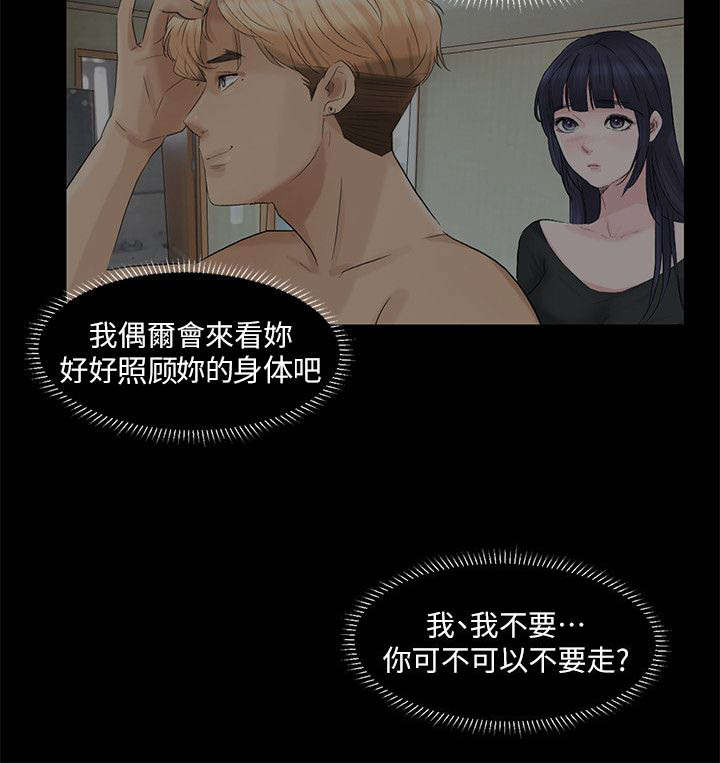 我偶爾會來看妳
好好照顾妳的身体吧
我、我不要…
你可不可以不要走?